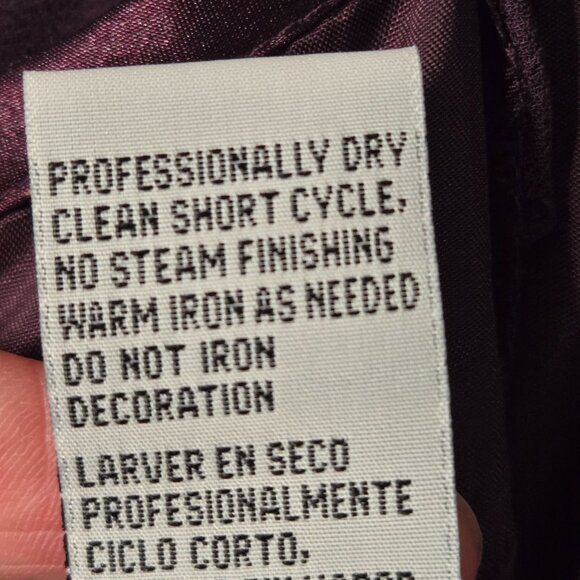 PROFESSIONALLY DRY
CLEAN SHORT CYCLE,
NO STEAM FINISHING
WARM IRON AS NEEDED
DO NOT IRON
DECORATION
LARVER EN SECO
PROFESIONALMENTE
CICLO CORTO,